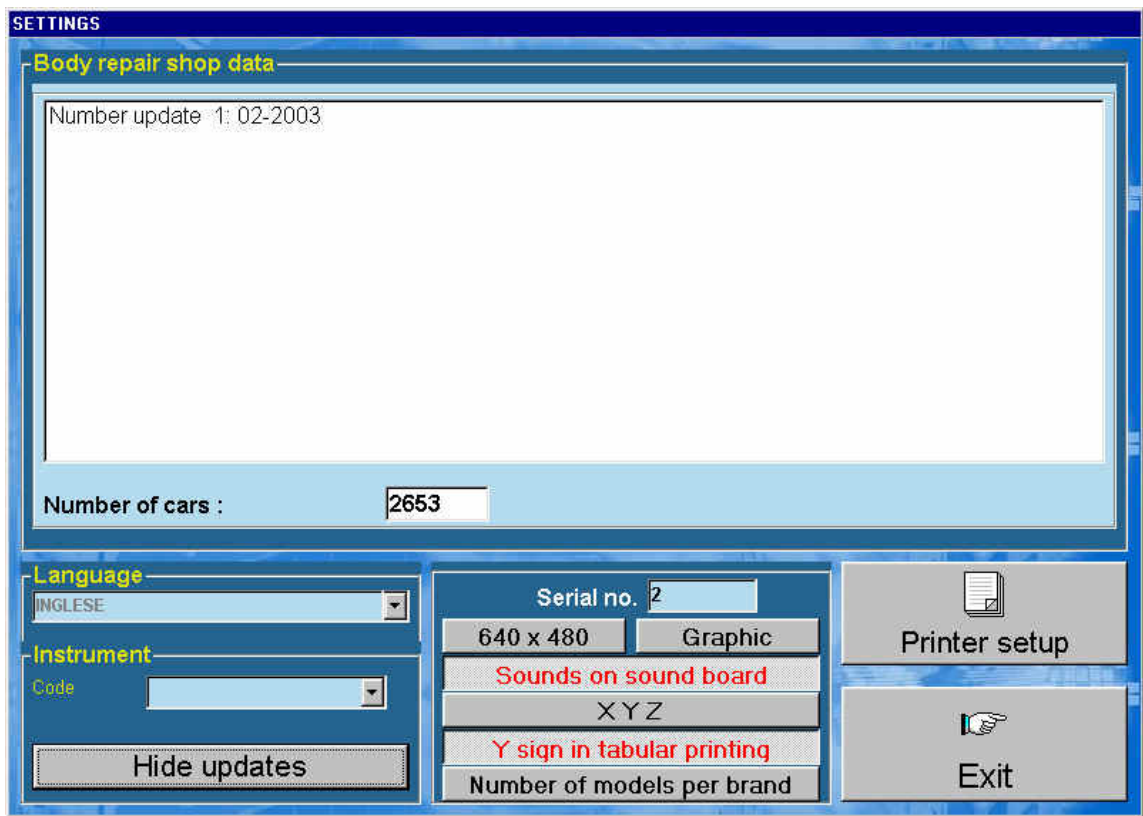 SETTINGS
Body repair shop data
Number update 1: 02-2003
Number of cars : 2653
Language
INGLESE
Instrument
Code
Hide updates
Serial no. 2
640 x 480 Graphic
Sounds on sound board
X Y Z
Y sign in tabular printing
Number of models per brand
Printer setup
Exit